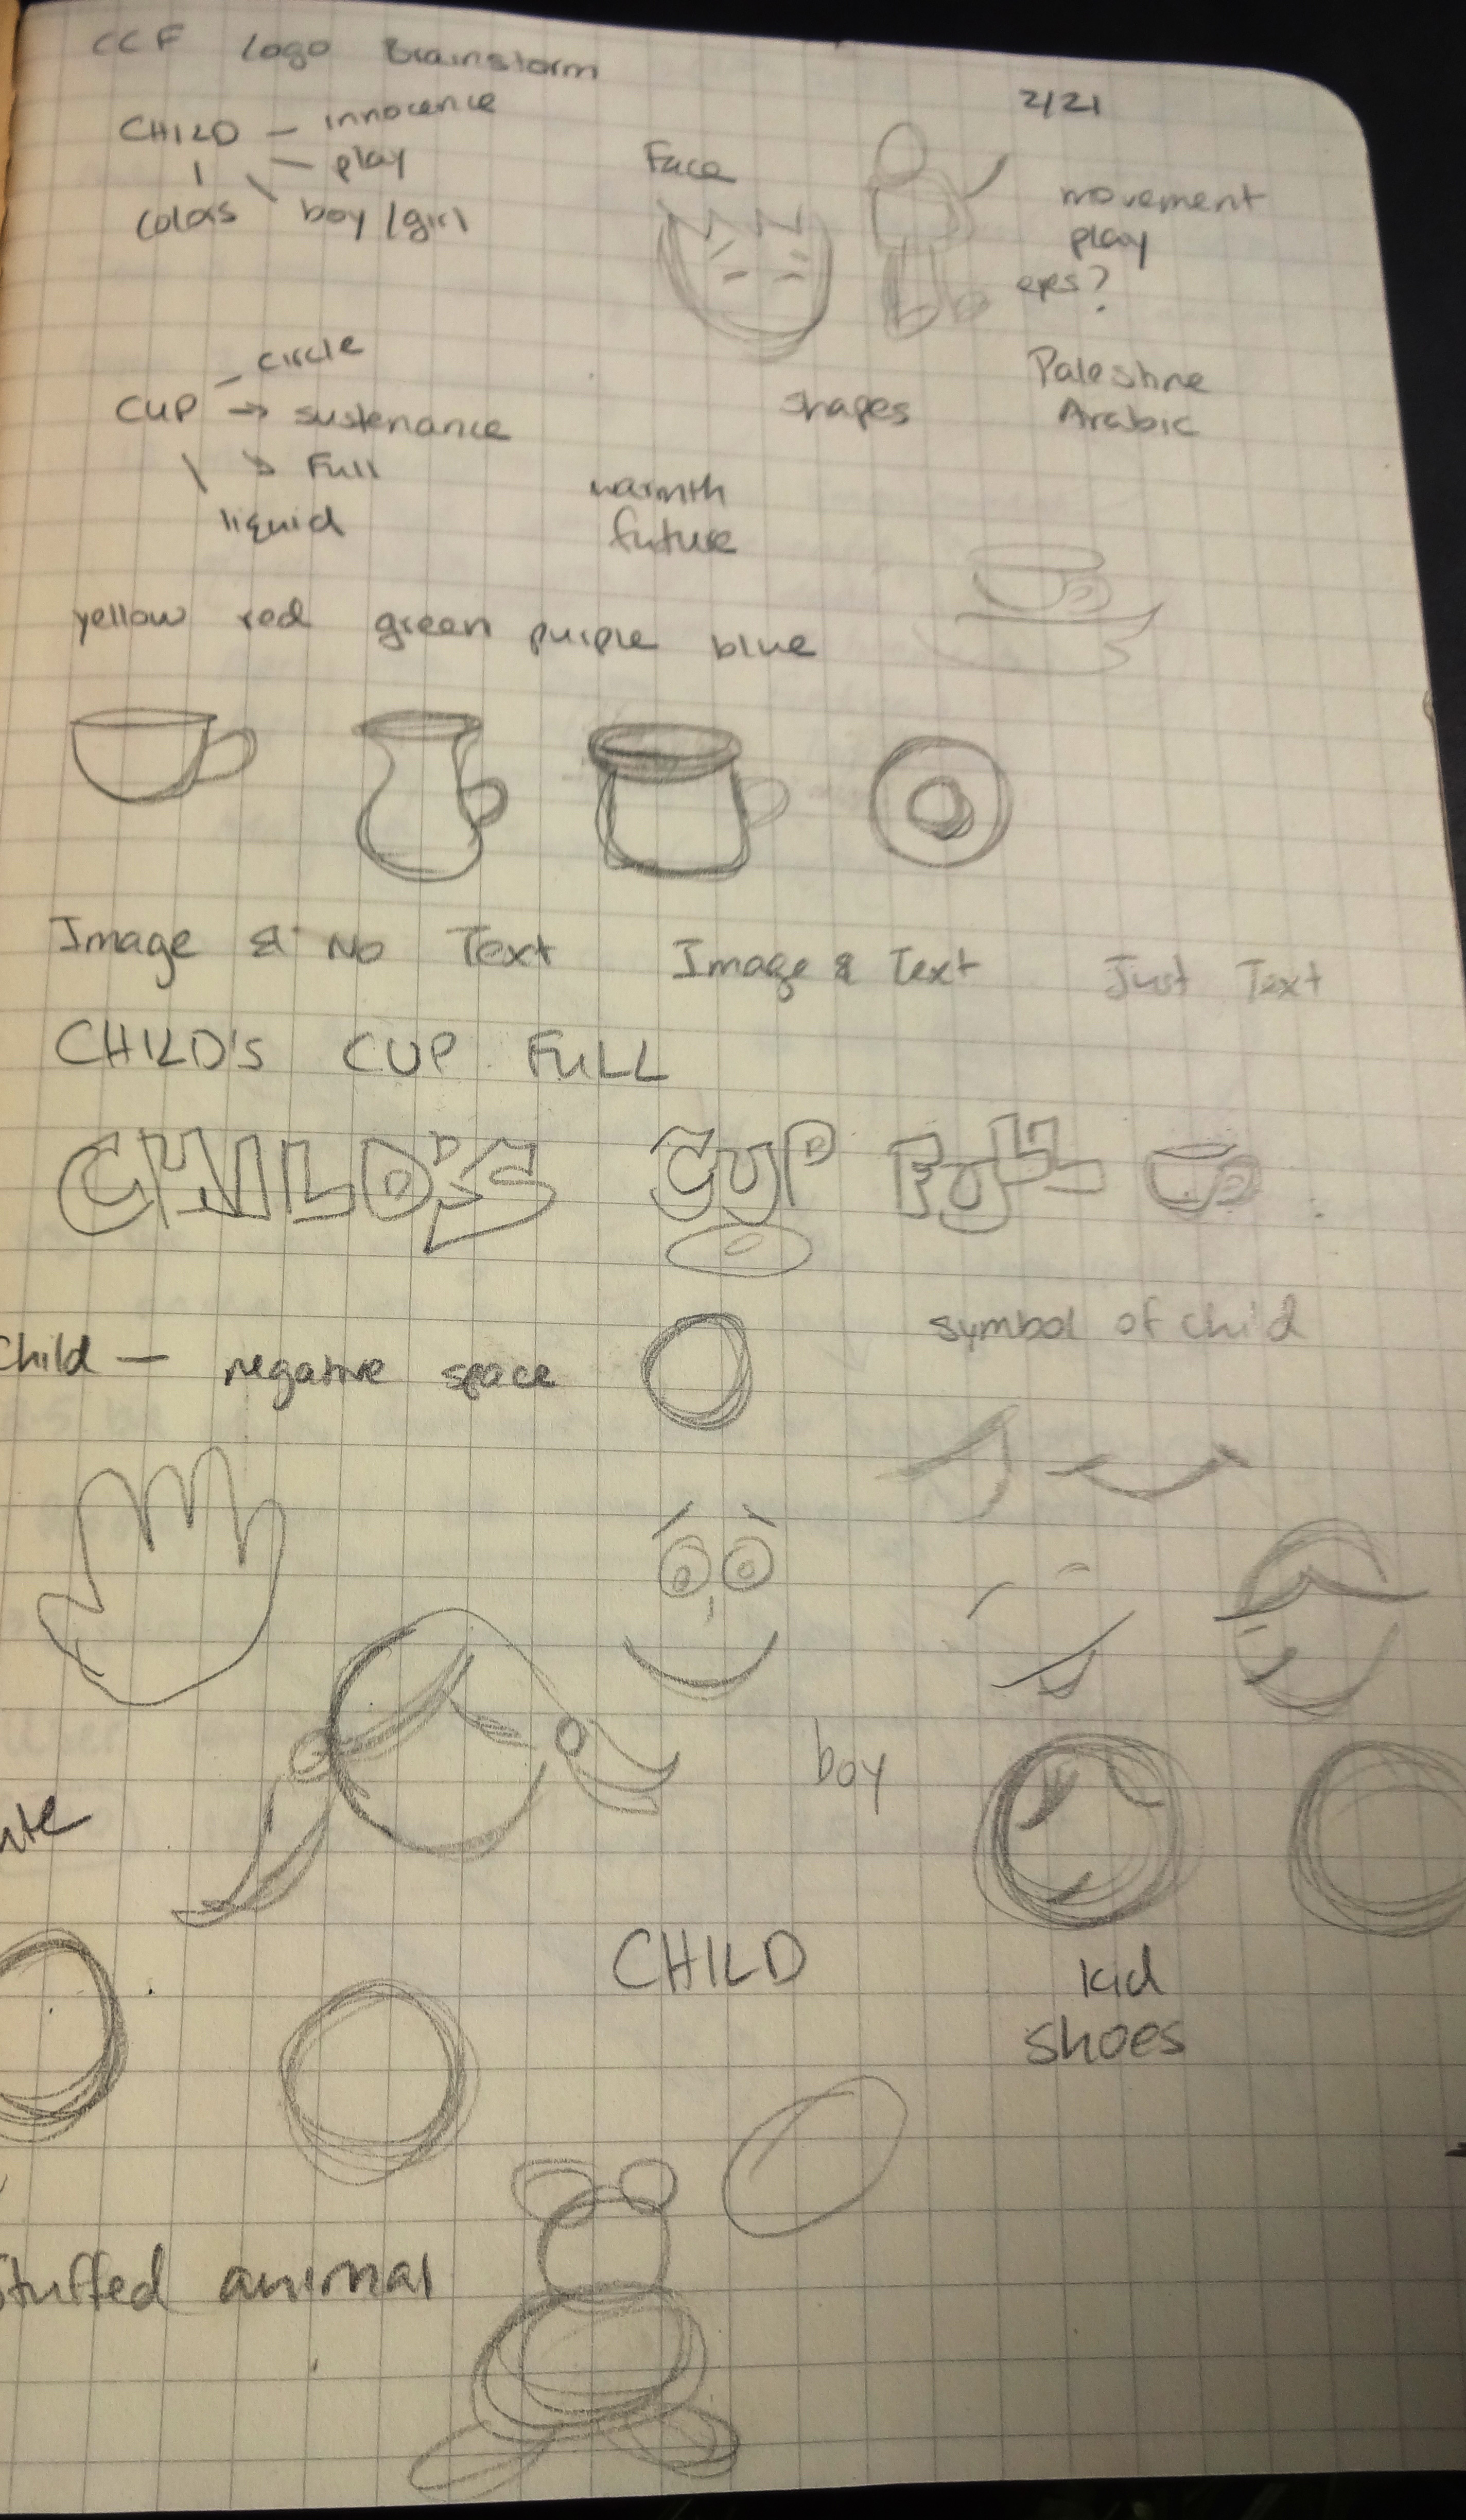 CCF logo Brainstorm
2/21
CHILD - innocence
- play
colors boy/girl
Face
movement
play
eyes?
circle
CUP → sustenance
Full
liquid
shapes
Palestine
Arabic
warmth
future
yellow red green purple blue
Image & No Text
Image & Text
Just Text
CHILD'S CUP FULL
CHILD'S CUP FULL
Child — negative space
symbol of child
boy
CHILD
kid
shoes
Stuffed animal